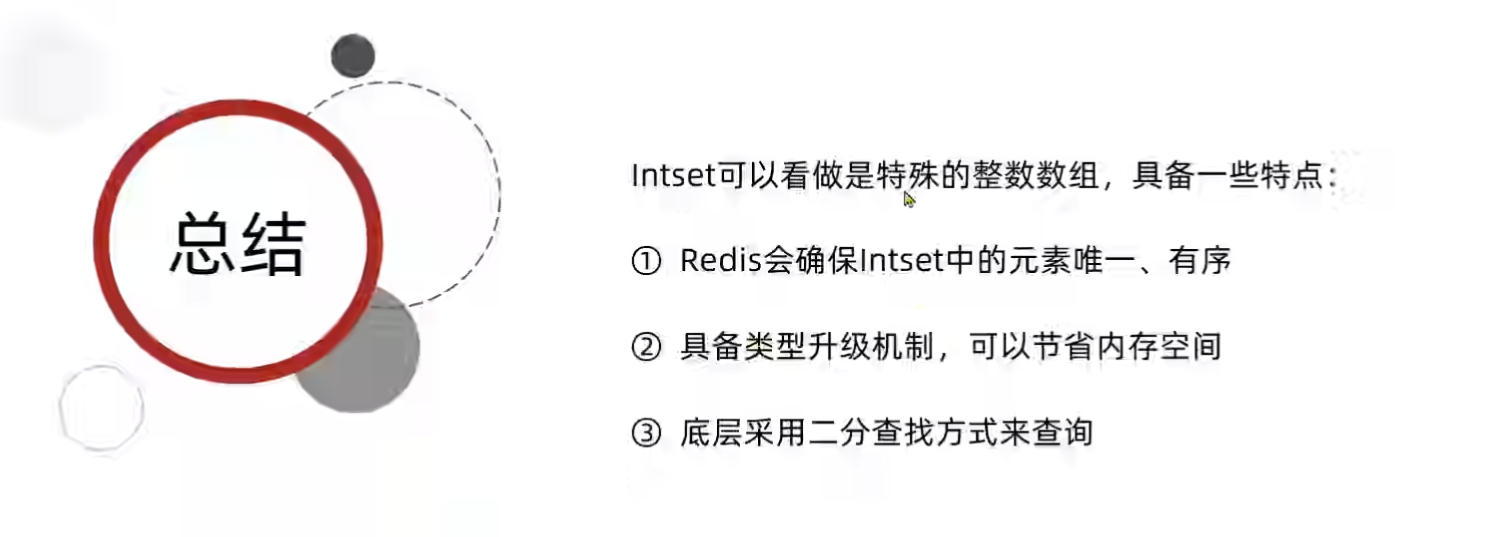 总结
Intset可以看做是特殊的整数数组，具备一些特点：
① Redis会确保Intset中的元素唯一、有序
② 具备类型升级机制，可以节省内存空间
③ 底层采用二分查找方式来查询